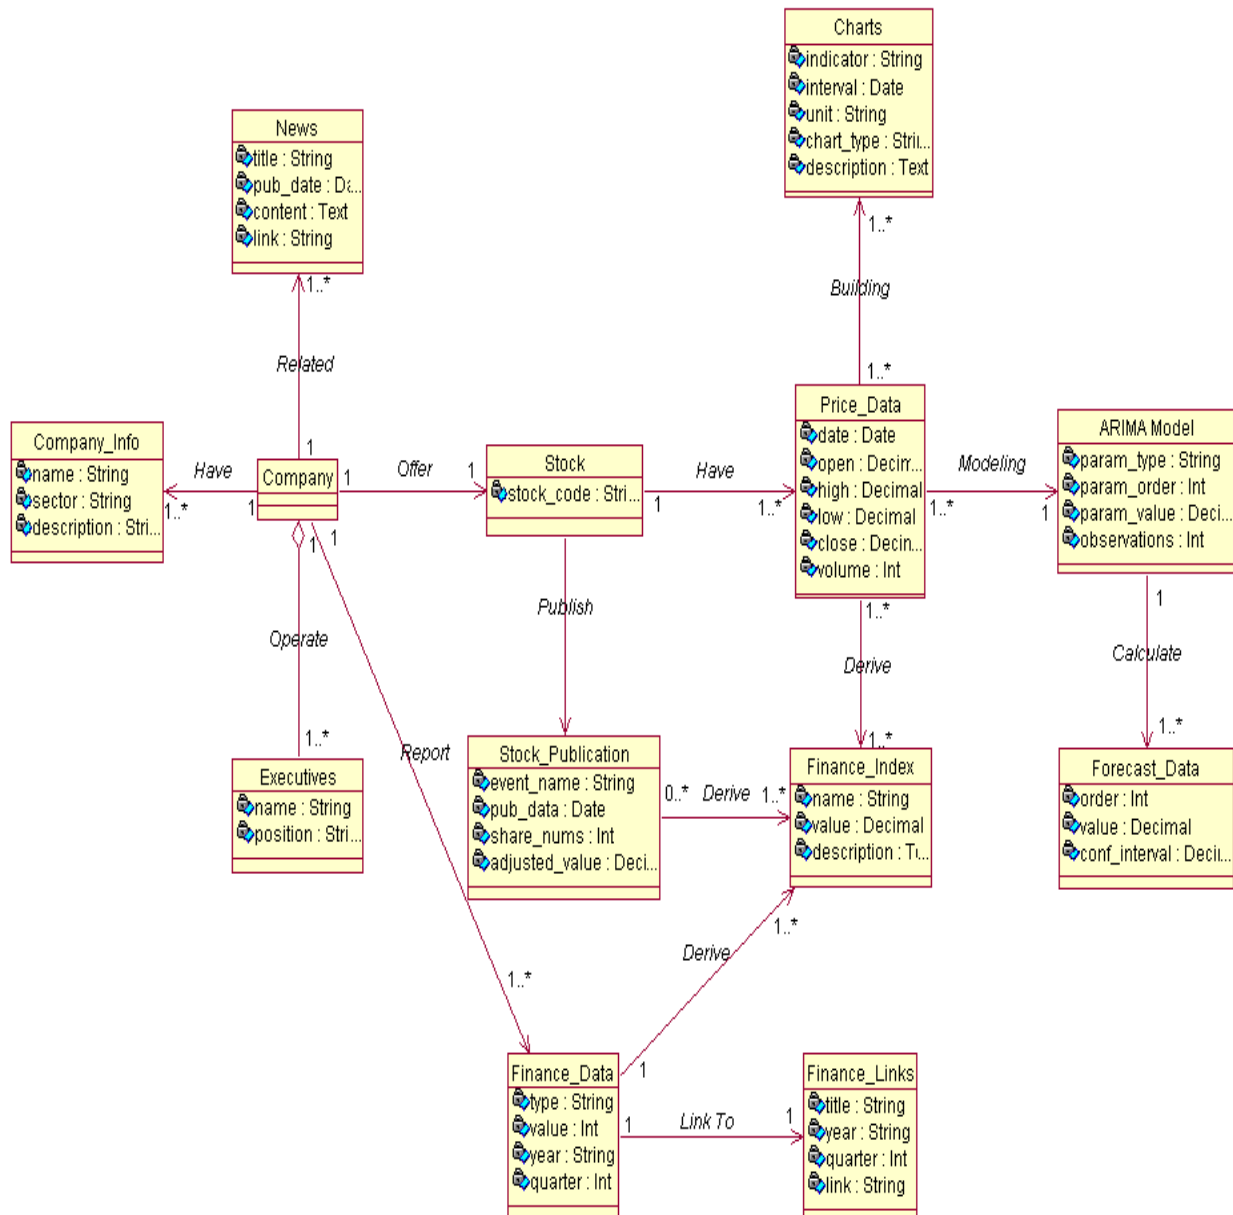 Charts
indicator : String
interval : Date
unit : String
chart_type : Strii...
description : Text
1..*
Building
1..*
News
title : String
pub_date : Da...
content : Text
link : String
1..*
Related
1
Company_Info
name : String
sector : String
description : Stri...
Have
1..*
1
Company
1
Offer
1
Stock
stock_code : Stri...
1
Have
1..*
Price_Data
date : Date
open : Decim...
high : Decimal
low : Decimal
close : Decim...
volume : Int
Modeling
1..*
1
ARIMA Model
param_type : String
param_order : Int
param_value : Deci...
observations : Int
1
Calculate
1..*
Forecast_Data
order : Int
value : Decimal
conf_interval : Decii...
1
1
Operate
1..*
Executives
name : String
position : Stri...
Report
1..*
Publish
Stock_Publication
event_name : String
pub_data : Date
share_nums : Int
adjusted_value : Deci...
0..*
Derive
1..*
1..*
Derive
1..*
Finance_Index
name : String
value : Decimal
description : T...
1..*
Derive
1
Finance_Data
type : String
value : Int
year : String
quarter : Int
1
Link To
1
Finance_Links
title : String
year : String
quarter : Int
link : String